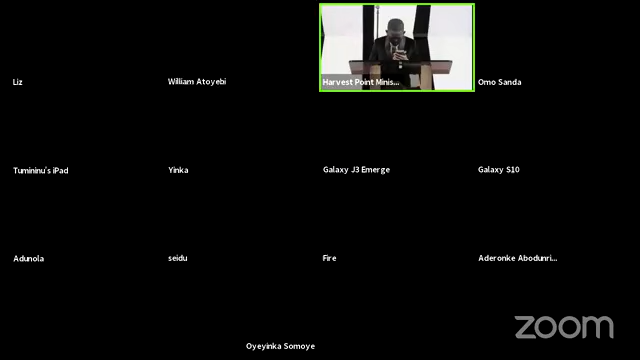 Liz
William Atoyebi
Harvest Point Minis...
Omo Sanda
Tumininu's iPad
Yinka
Galaxy J3 Emerge
Galaxy S10
Adunola
seidu
Fire
Aderonke Abodunri...
Oyeyinka Somoye
zoom